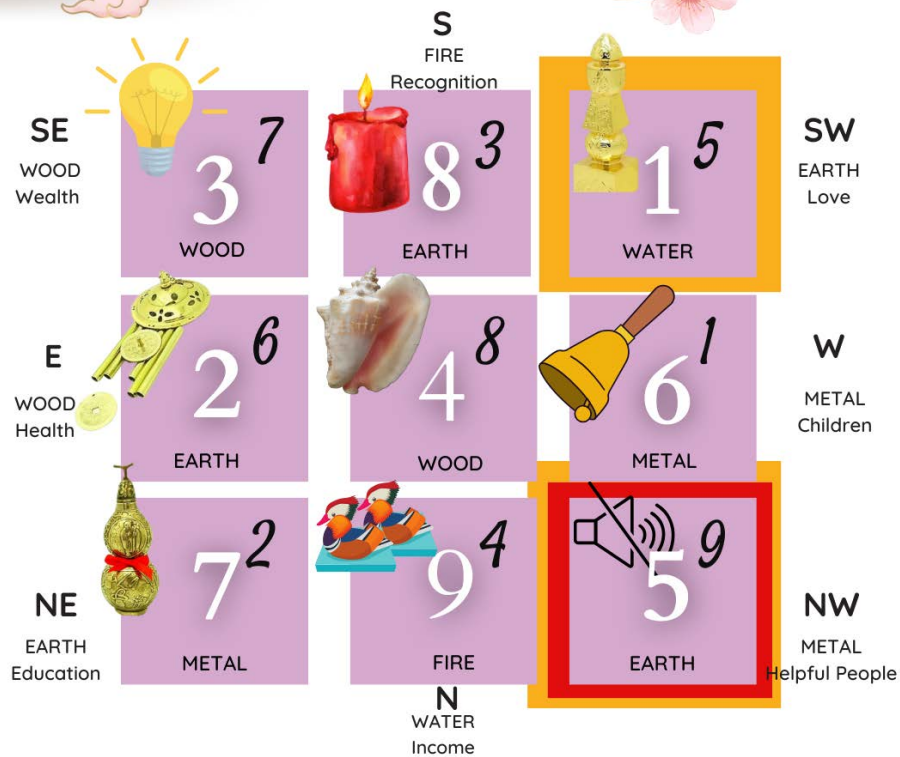 S
FIRE
Recognition
SE
WOOD
Wealth
3 7
WOOD
8 3
EARTH
1 5
WATER
SW
EARTH
Love
E
WOOD
Health
2 6
EARTH
4 8
WOOD
6 1
METAL
W
METAL
Children
NE
EARTH
Education
7 2
METAL
9 4
FIRE
5 9
EARTH
NW
METAL
Helpful People
N
WATER
Income